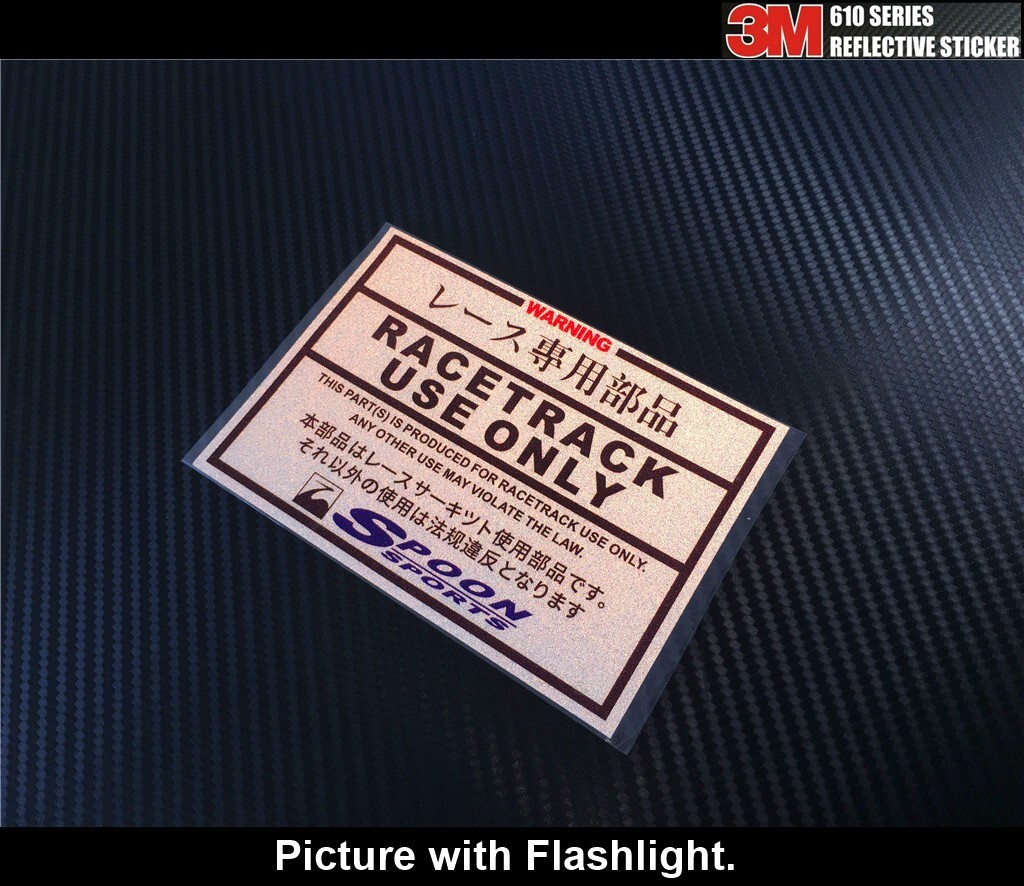 3M 610 SERIES
REFLECTIVE STICKER
WARNING
レース専用部品
RACETRACK
USE ONLY
THIS PART(S) IS PRODUCED FOR RACETRACK USE ONLY.
ANY OTHER USE MAY VIOLATE THE LAW.
本部品はレースサーキット使用部品です。
それ以外の使用は法规違反となります
SPOON
SPORTS
Picture with Flashlight.